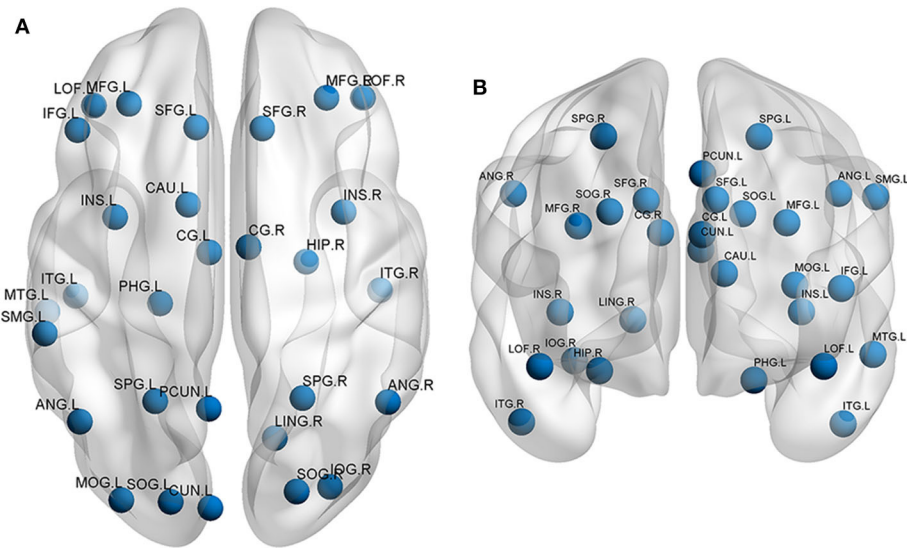 A
LOF.L MFG.L
MFG.R LOF.R
IFG.L SFG.L SFG.R
INS.L CAU.L INS.R
CG.L CG.R HIP.R
ITG.L PHG.L ITG.R
MTG.L
SMG.L
SPG.L PCUN.L SPG.R ANG.R
ANG.L LING.R
MOG.L SOG.L CUN.L SOG.R IOG.R
B
SPG.R SPG.L
PCUN.L
ANG.R SFG.R SFG.L ANG.L SMG.L
SOG.R SOG.L
MFG.R CG.R CG.L MFG.L
CUN.L
CAU.L MOG.L IFG.L
INS.R LING.R INS.L
LOF.R IOG.R LOF.L MTG.L
HIP.R PHG.L
ITG.R ITG.L